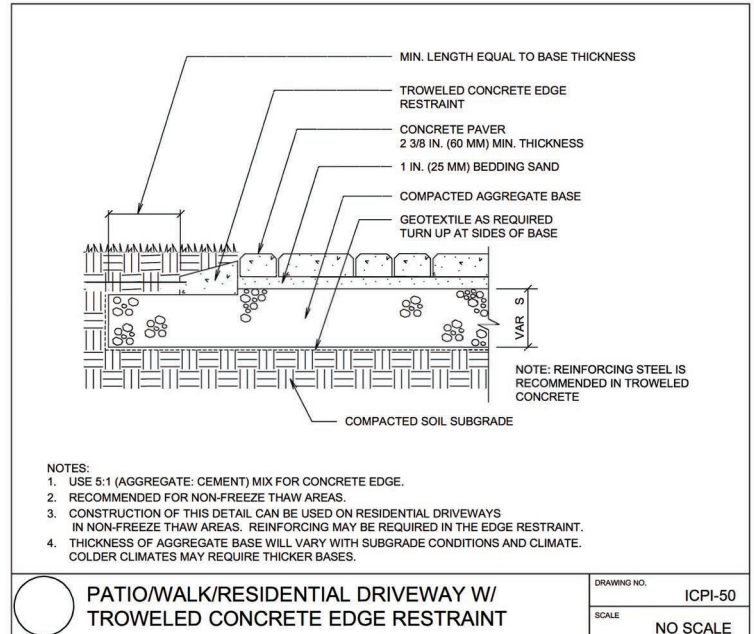 MIN. LENGTH EQUAL TO BASE THICKNESS
TROWELED CONCRETE EDGE
RESTRAINT
CONCRETE PAVER
2 3/8 IN. (60 MM) MIN. THICKNESS
1 IN. (25 MM) BEDDING SAND
COMPACTED AGGREGATE BASE
GEOTEXTILE AS REQUIRED
TURN UP AT SIDES OF BASE
VAR S
NOTE: REINFORCING STEEL IS
RECOMMENDED IN TROWELED
CONCRETE
COMPACTED SOIL SUBGRADE
NOTES:
1. USE 5:1 (AGGREGATE: CEMENT) MIX FOR CONCRETE EDGE.
2. RECOMMENDED FOR NON-FREEZE THAW AREAS.
3. CONSTRUCTION OF THIS DETAIL CAN BE USED ON RESIDENTIAL DRIVEWAYS
IN NON-FREEZE THAW AREAS. REINFORCING MAY BE REQUIRED IN THE EDGE RESTRAINT.
4. THICKNESS OF AGGREGATE BASE WILL VARY WITH SUBGRADE CONDITIONS AND CLIMATE.
COLDER CLIMATES MAY REQUIRE THICKER BASES.
PATIO/WALK/RESIDENTIAL DRIVEWAY W/
TROWELED CONCRETE EDGE RESTRAINT
DRAWING NO.
ICPI-50
SCALE
NO SCALE